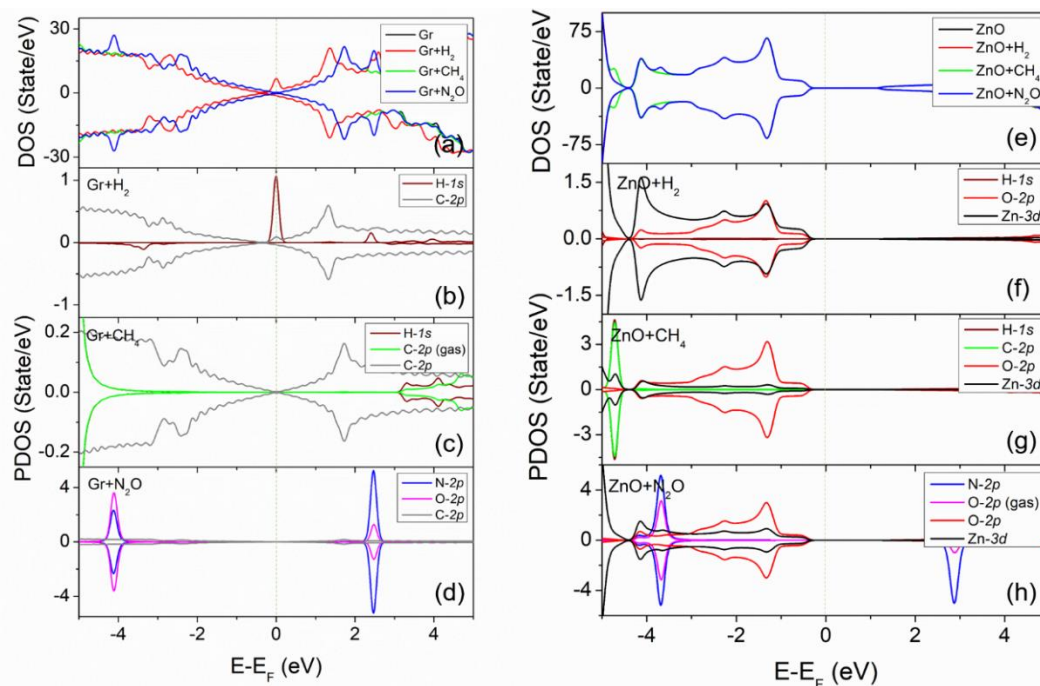 DOS (State/eV)
30
15
0
-15
-30
Gr
Gr+H₂
Gr+CH₄
Gr+N₂O
(a)
Gr+H₂
1
0
-1
H-1s
C-2p
(b)
PDOS (State/eV)
Gr+CH₄
0.2
0.0
-0.2
H-1s
C-2p (gas)
C-2p
(c)
Gr+N₂O
4
0
-4
N-2p
O-2p
C-2p
(d)
-4 -2 0 2 4
E-E_F (eV)
DOS (State/eV)
75
0
-75
ZnO
ZnO+H₂
ZnO+CH₄
ZnO+N₂O
(e)
ZnO+H₂
1.5
0.0
-1.5
H-1s
O-2p
Zn-3d
(f)
PDOS (State/eV)
ZnO+CH₄
3
0
-3
H-1s
C-2p
O-2p
Zn-3d
(g)
ZnO+N₂O
4
0
-4
N-2p
O-2p (gas)
O-2p
Zn-3d
(h)
-4 -2 0 2 4
E-E_F (eV)